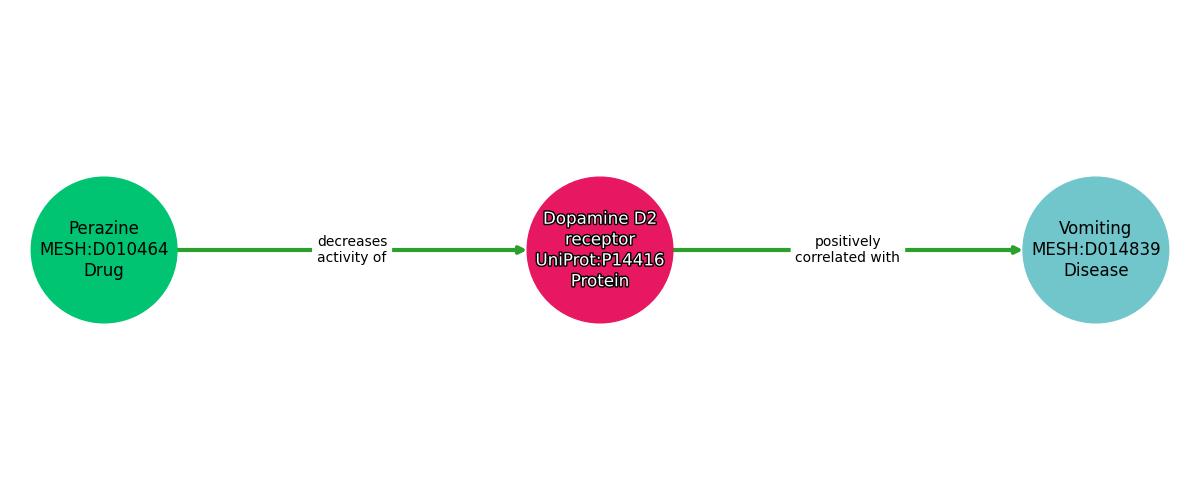 Perazine
MESH:D010464
Drug
decreases
activity of
Dopamine D2
receptor
UniProt:P14416
Protein
positively
correlated with
Vomiting
MESH:D014839
Disease